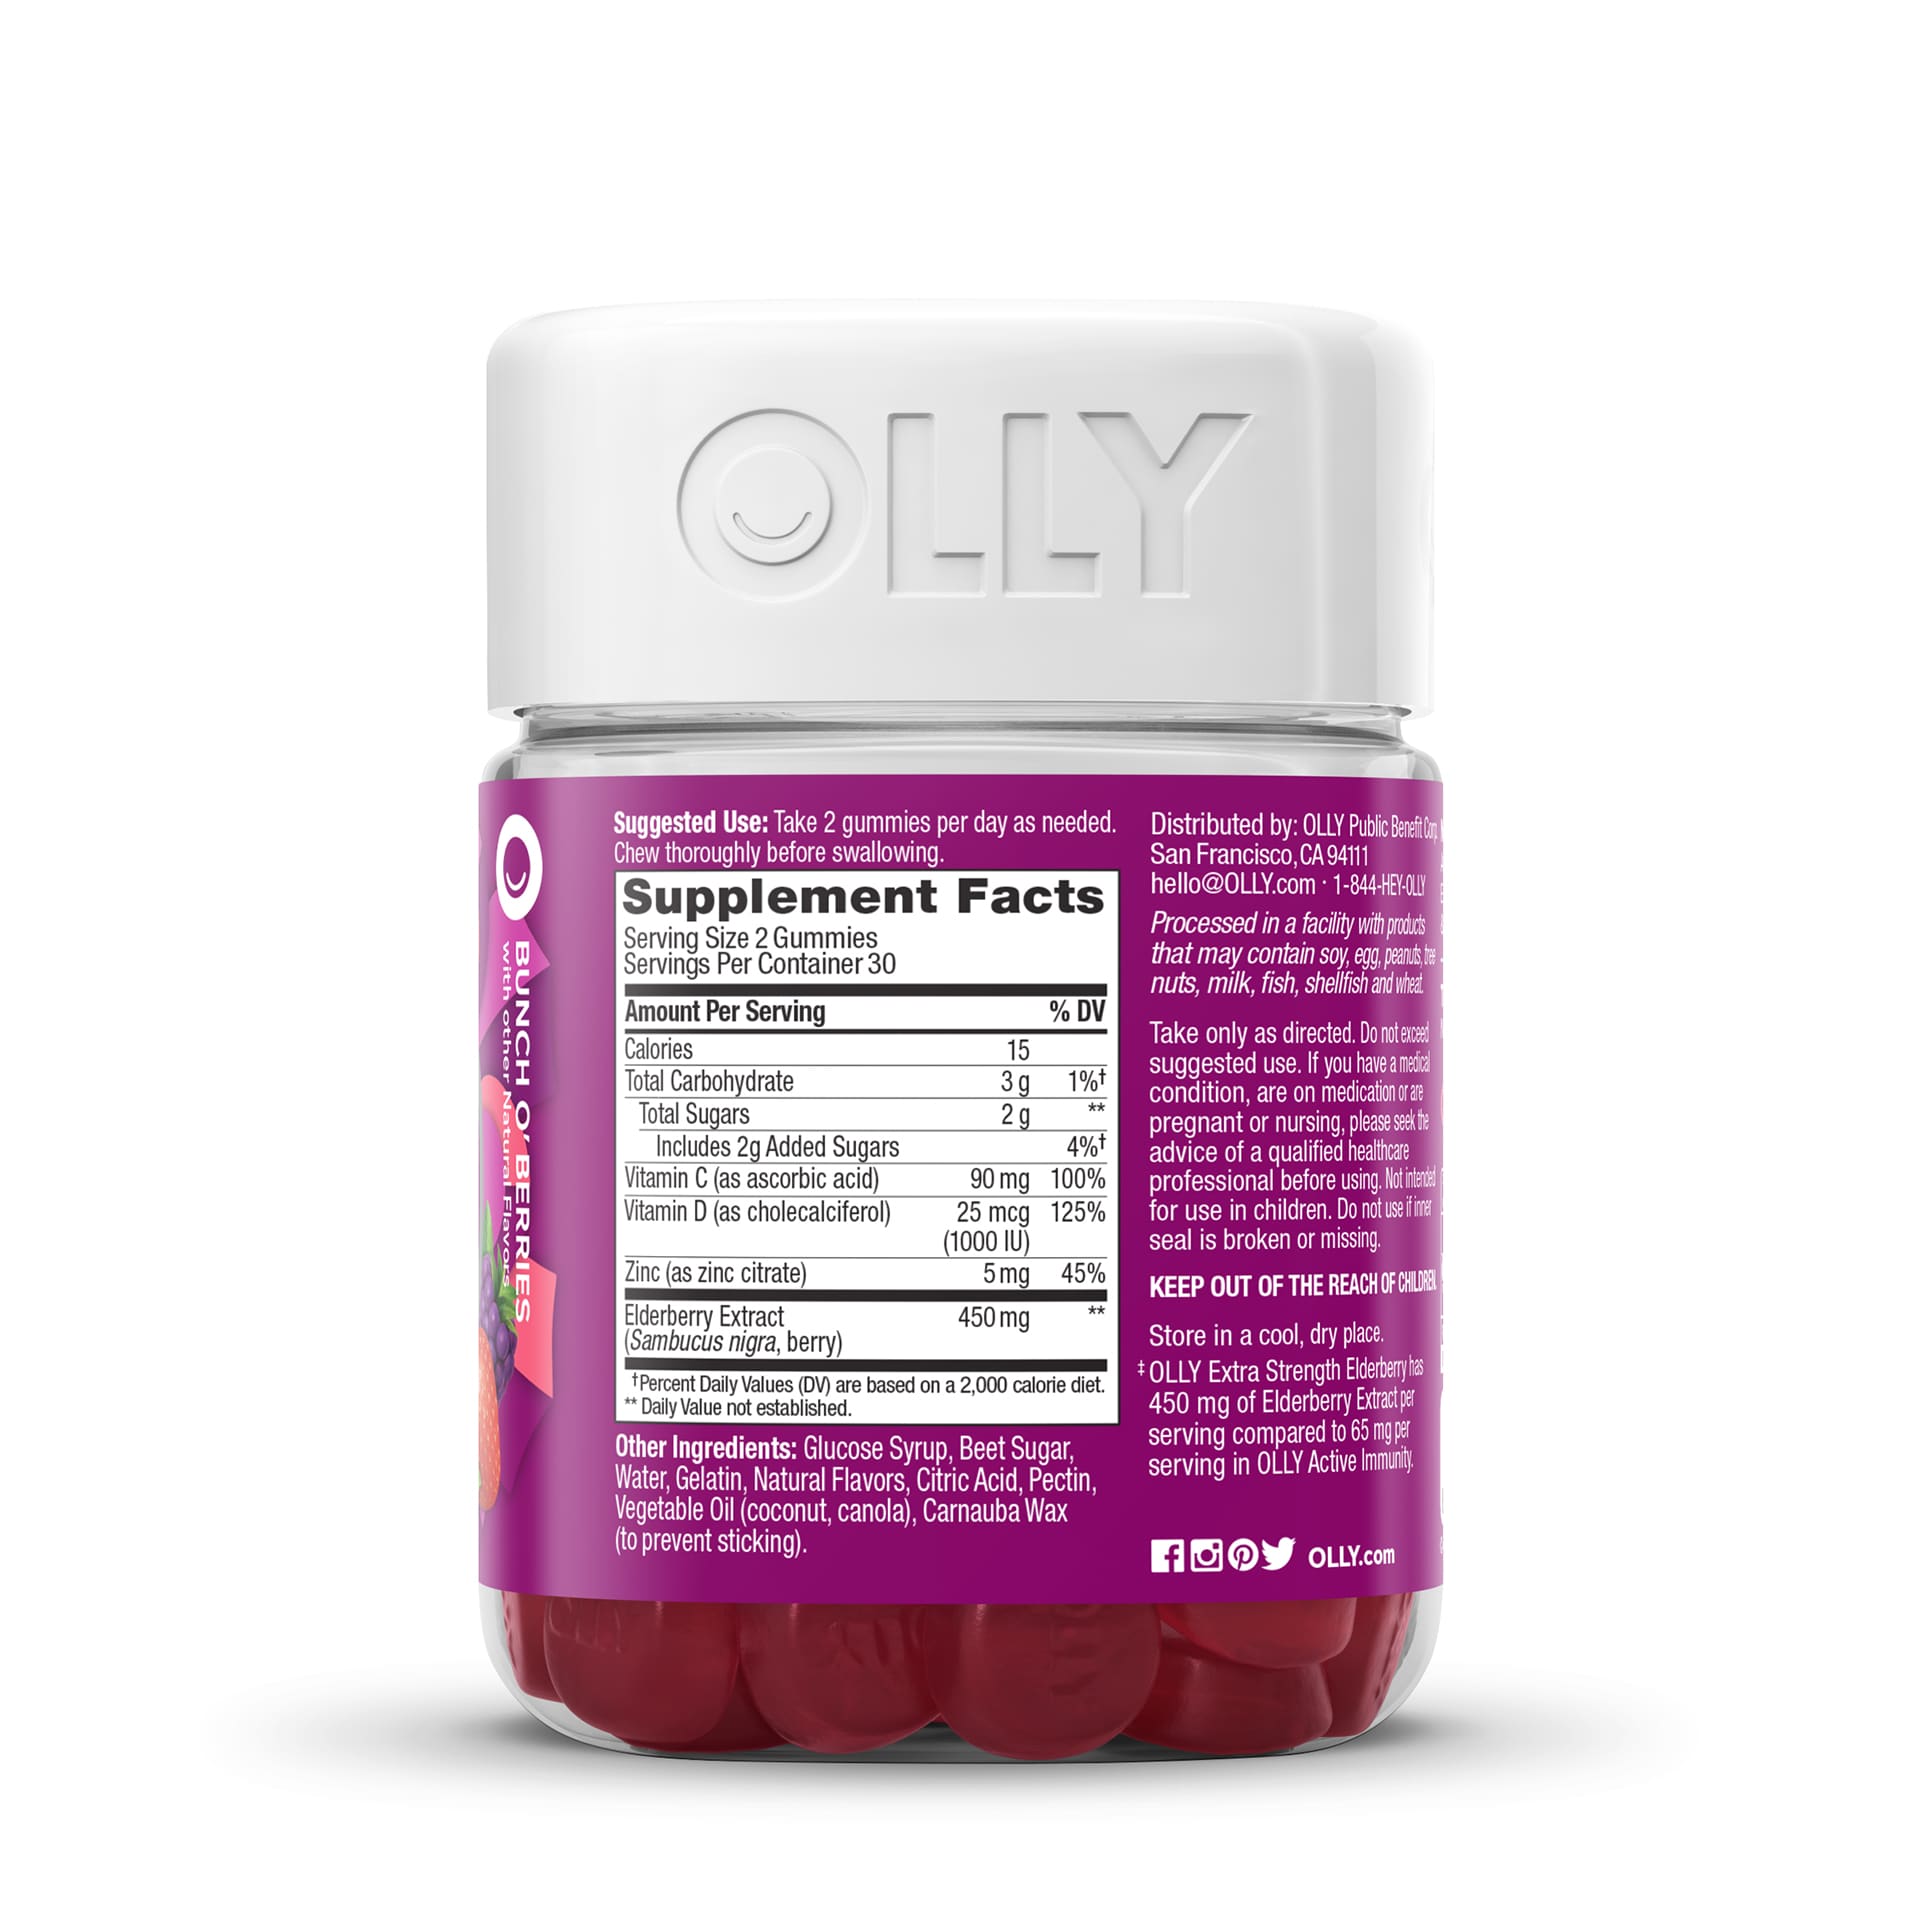 OLLY
BUNCH O' BERRIES
with other Natural Flavors
Suggested Use: Take 2 gummies per day as needed.
Chew thoroughly before swallowing.
Supplement Facts
Serving Size 2 Gummies
Servings Per Container 30
Amount Per Serving % DV
Calories 15
Total Carbohydrate 3 g 1%†
Total Sugars 2 g **
Includes 2g Added Sugars 4%†
Vitamin C (as ascorbic acid) 90 mg 100%
Vitamin D (as cholecalciferol) 25 mcg 125%
(1000 IU)
Zinc (as zinc citrate) 5 mg 45%
Elderberry Extract 450 mg **
(Sambucus nigra, berry)
†Percent Daily Values (DV) are based on a 2,000 calorie diet.
** Daily Value not established.
Other Ingredients: Glucose Syrup, Beet Sugar,
Water, Gelatin, Natural Flavors, Citric Acid, Pectin,
Vegetable Oil (coconut, canola), Carnauba Wax
(to prevent sticking).
Distributed by: OLLY Public Benefit Corp.
San Francisco, CA 94111
hello@OLLY.com · 1-844-HEY-OLLY
Processed in a facility with products
that may contain soy, egg, peanuts, tree
nuts, milk, fish, shellfish and wheat.
Take only as directed. Do not exceed
suggested use. If you have a medical
condition, are on medication or are
pregnant or nursing, please seek the
advice of a qualified healthcare
professional before using. Not intended
for use in children. Do not use if inner
seal is broken or missing.
KEEP OUT OF THE REACH OF CHILDREN.
Store in a cool, dry place.
‡OLLY Extra Strength Elderberry has
450 mg of Elderberry Extract per
serving compared to 65 mg per
serving in OLLY Active Immunity.
OLLY.com